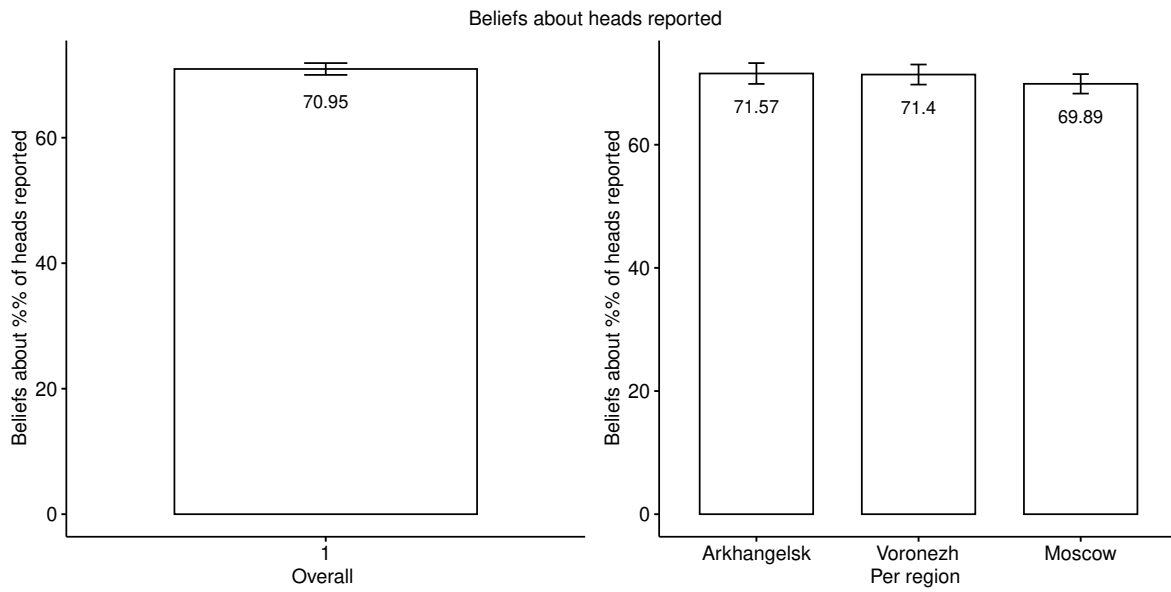 Beliefs about heads reported
Beliefs about %% of heads reported
60
40
20
0
70.95
1
Overall
Beliefs about %% of heads reported
60
40
20
0
71.57
71.4
69.89
Arkhangelsk Voronezh Moscow
Per region